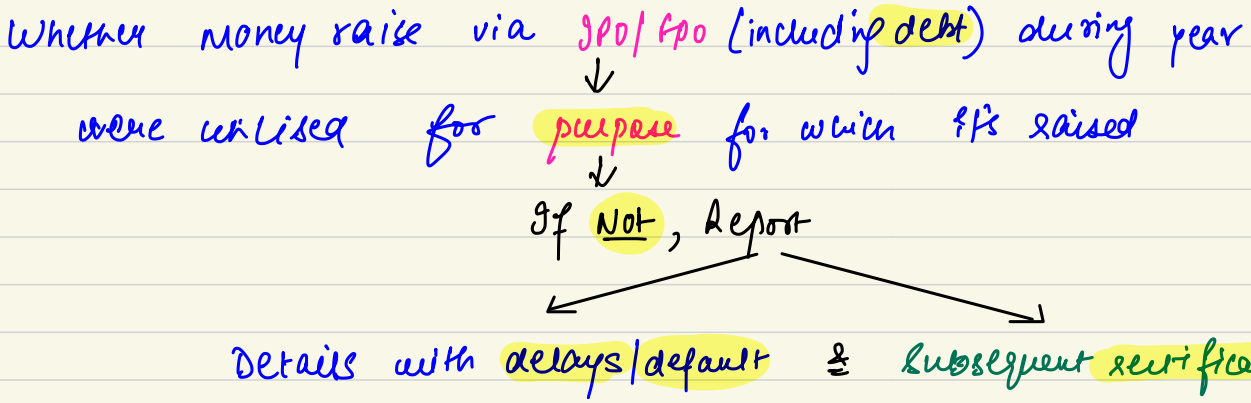 Whether money raise via IPO/FPO (including debt) during year
were utilised for purpose for which it's raised
If Not, Report
Details with delays/default & Subsequent rectifica